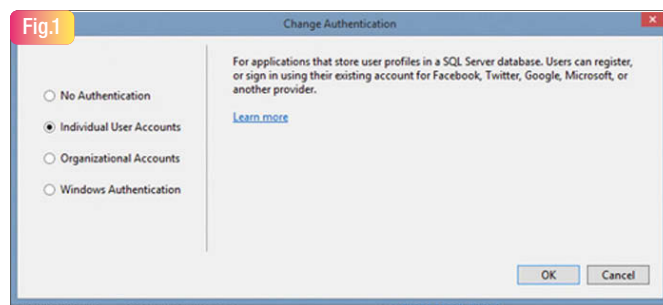 Fig.1
Change Authentication
For applications that store user profiles in a SQL Server database. Users can register,
or sign in using their existing account for Facebook, Twitter, Google, Microsoft, or
another provider.
Learn more
No Authentication
Individual User Accounts
Organizational Accounts
Windows Authentication
OK
Cancel